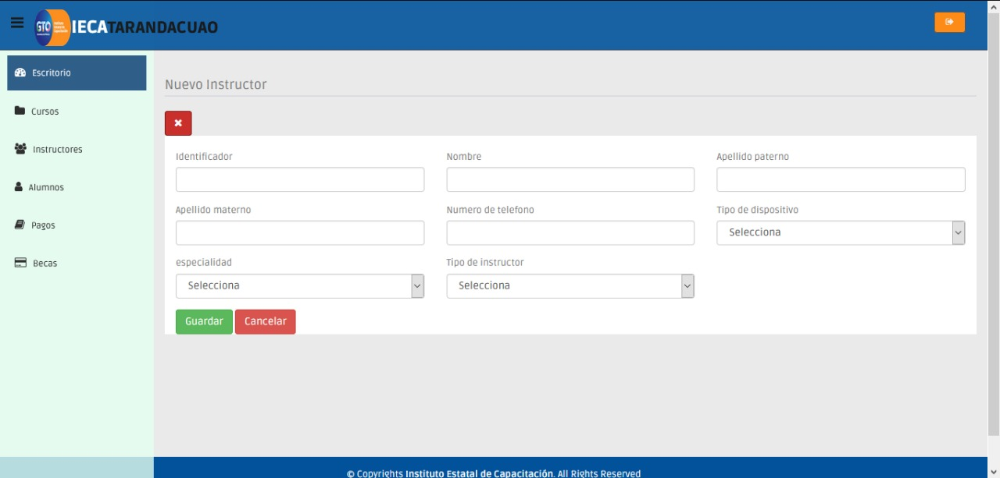 GTO
IECATARANDACUAO
Escritorio
Cursos
Instructores
Alumnos
Pagos
Becas
Nuevo Instructor
Identificador
Nombre
Apellido paterno
Apellido materno
Numero de telefono
Tipo de dispositivo
Selecciona
especialidad
Tipo de instructor
Selecciona
Selecciona
Guardar
Cancelar
© Copyrights Instituto Estatal de Capacitación. All Rights Reserved